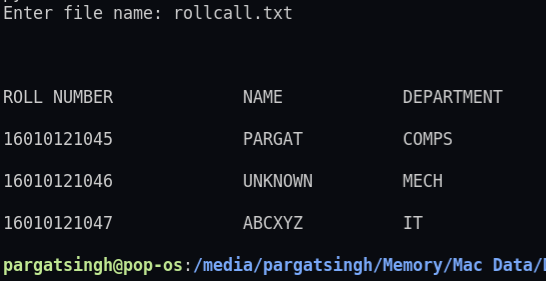 Enter file name: rollcall.txt
ROLL NUMBER NAME DEPARTMENT
16010121045 PARGAT COMPS
16010121046 UNKNOWN MECH
16010121047 ABCXYZ IT
pargatsingh@pop-os:/media/pargatsingh/Memory/Mac Data/